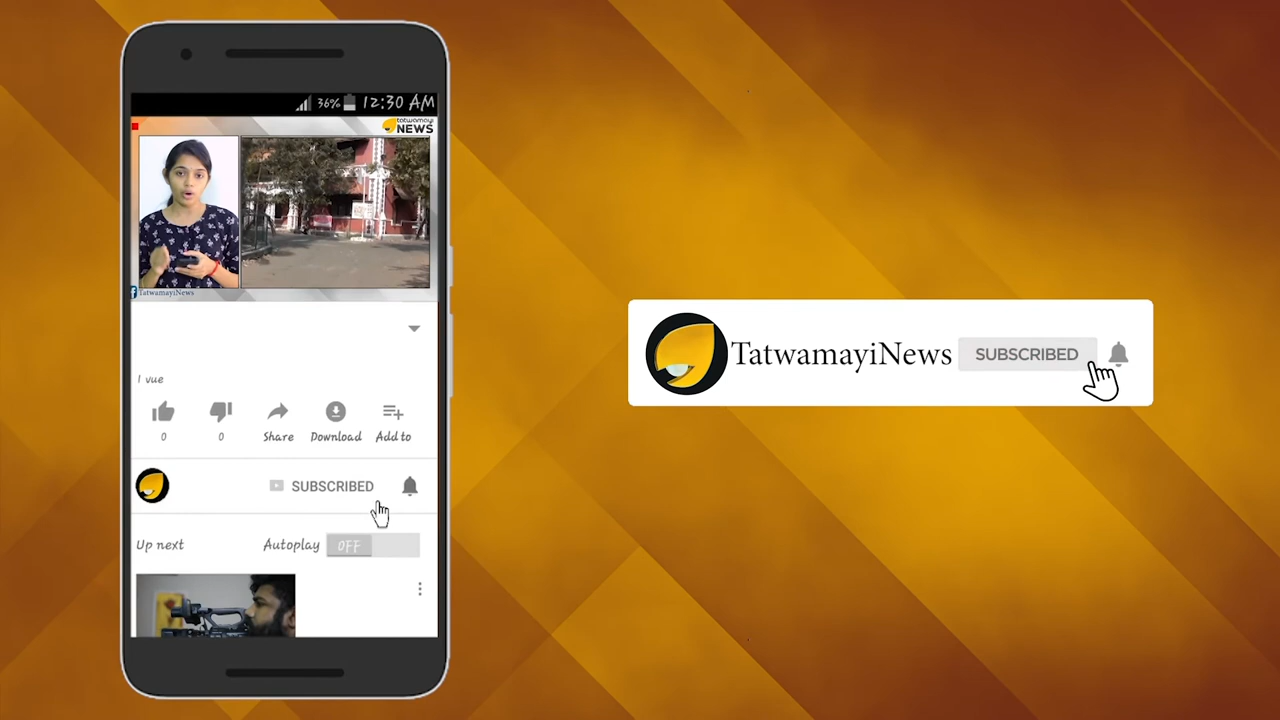 36% 12:30 AM
tatwamayi
NEWS
TatwamayiNews
1 vue
0 0 Share Download Add to
SUBSCRIBED
Up next Autoplay OFF
TatwamayiNews SUBSCRIBED